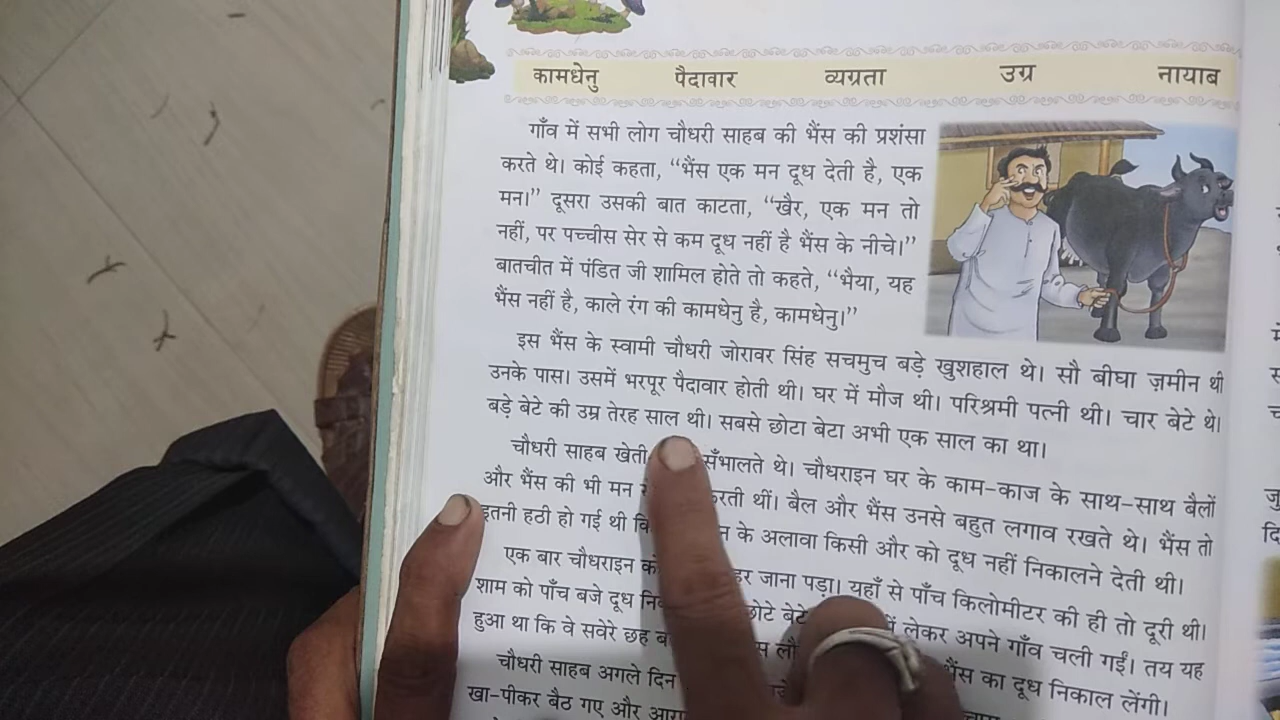 कामधेनु पैदावार व्यग्रता उग्र नायाब
गाँव में सभी लोग चौधरी साहब की भैंस की प्रशंसा
करते थे। कोई कहता, “भैंस एक मन दूध देती है, एक
मन।” दूसरा उसकी बात काटता, “खैर, एक मन तो
नहीं, पर पच्चीस सेर से कम दूध नहीं है भैंस के नीचे।”
बातचीत में पंडित जी शामिल होते तो कहते, “भैया, यह
भैंस नहीं है, काले रंग की कामधेनु है, कामधेनु।”
इस भैंस के स्वामी चौधरी जोरावर सिंह सचमुच बड़े खुशहाल थे। सौ बीघा ज़मीन थी
उनके पास। उसमें भरपूर पैदावार होती थी। घर में मौज थी। परिश्रमी पत्नी थी। चार बेटे थे।
बड़े बेटे की उम्र तेरह साल थी। सबसे छोटा बेटा अभी एक साल का था।
चौधरी साहब खेती सँभालते थे। चौधराइन घर के काम-काज के साथ-साथ बैलों
और भैंस की भी मन करती थीं। बैल और भैंस उनसे बहुत लगाव रखते थे। भैंस तो
इतनी हठी हो गई थी के अलावा किसी और को दूध नहीं निकालने देती थी।
एक बार चौधराइन जाना पड़ा। यहाँ से पाँच किलोमीटर की ही तो दूरी थी।
शाम को पाँच बजे दूध छोटे लेकर अपने गाँव चली गईं। तय यह
हुआ था कि वे सवेरे छह भैंस का दूध निकाल लेंगी।
चौधरी साहब अगले दिन
खा-पीकर बैठ गए और